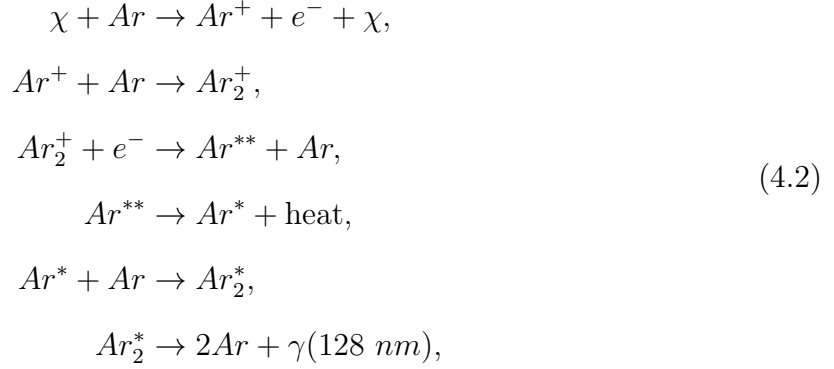 χ + Ar → Ar⁺ + e⁻ + χ,
Ar⁺ + Ar → Ar₂⁺,
Ar₂⁺ + e⁻ → Ar** + Ar,
(4.2)
Ar** → Ar* + heat,
Ar* + Ar → Ar₂*,
Ar₂* → 2Ar + γ(128 nm),